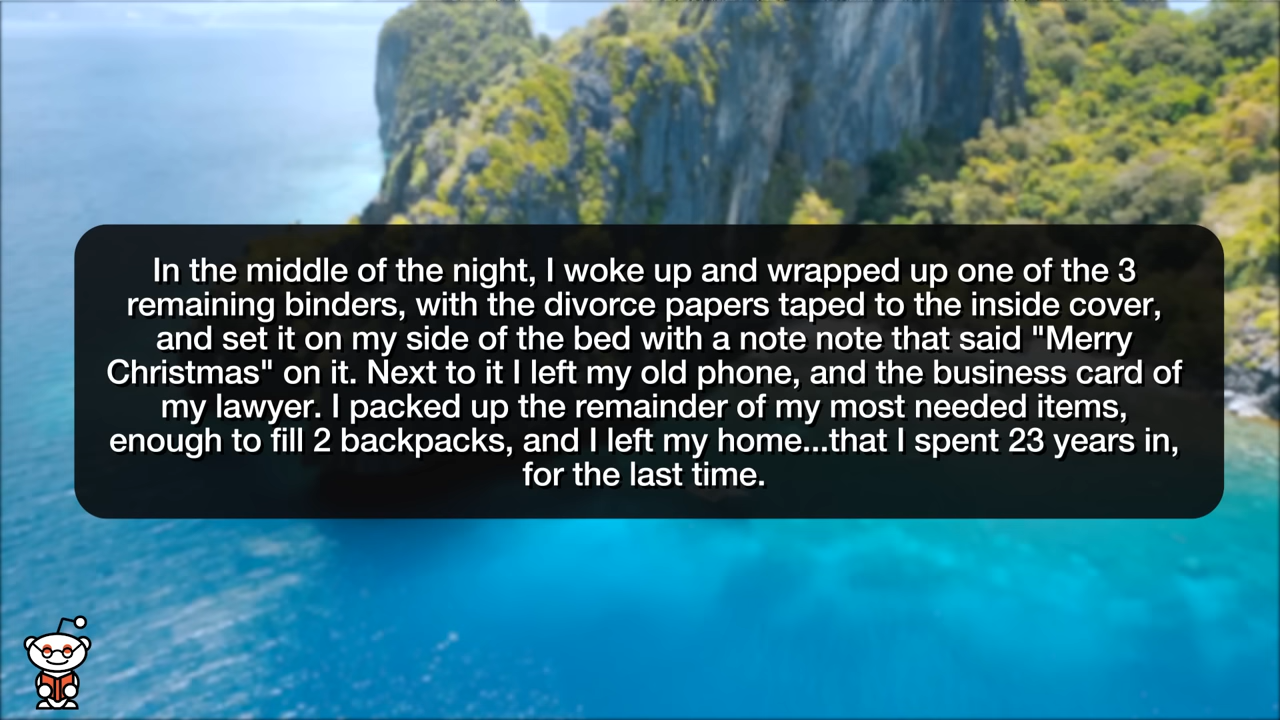 In the middle of the night, I woke up and wrapped up one of the 3
remaining binders, with the divorce papers taped to the inside cover,
and set it on my side of the bed with a note note that said "Merry
Christmas" on it. Next to it I left my old phone, and the business card of
my lawyer. I packed up the remainder of my most needed items,
enough to fill 2 backpacks, and I left my home...that I spent 23 years in,
for the last time.